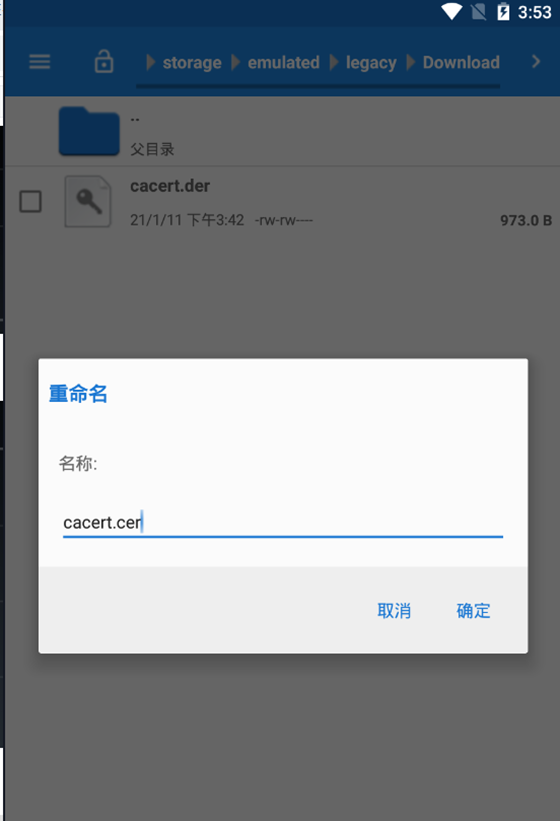 3:53
storage emulated legacy Download
..
父目录
cacert.der
21/1/11 下午3:42 -rw-rw---- 973.0 B
重命名
名称:
cacert.cer
取消 确定